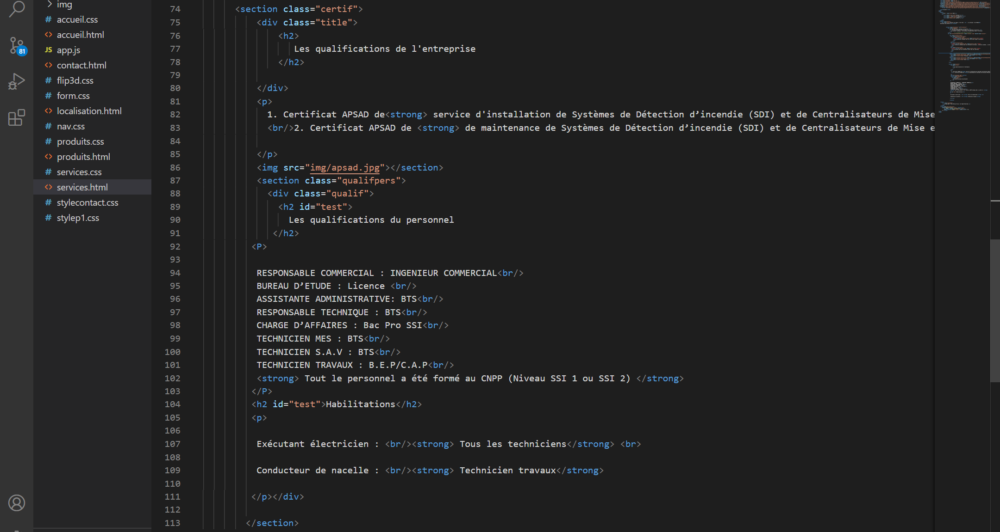 img
accueil.css
accueil.html
JS app.js
contact.html
flip3d.css
form.css
localisation.html
nav.css
produits.css
produits.html
services.css
services.html
stylecontact.css
stylep1.css
81
74 <section class="certif">
75 <div class="title">
76 <h2>
77 Les qualifications de l'entreprise
78 </h2>
79
80 </div>
81 <p>
82 1. Certificat APSAD de<strong> service d'installation de Systèmes de Détection d’incendie (SDI) et de Centralisateurs de Mise
83 <br/>2. Certificat APSAD de <strong> de maintenance de Systèmes de Détection d’incendie (SDI) et de Centralisateurs de Mise e
84
85 </p>
86 <img src="img/apsad.jpg"></section>
87 <section class="qualifpers">
88 <div class="qualif">
89 <h2 id="test">
90 Les qualifications du personnel
91 </h2>
92 <P>
93
94 RESPONSABLE COMMERCIAL : INGENIEUR COMMERCIAL<br/>
95 BUREAU D’ETUDE : Licence <br/>
96 ASSISTANTE ADMINISTRATIVE: BTS<br/>
97 RESPONSABLE TECHNIQUE : BTS<br/>
98 CHARGE D’AFFAIRES : Bac Pro SSI<br/>
99 TECHNICIEN MES : BTS<br/>
100 TECHNICIEN S.A.V : BTS<br/>
101 TECHNICIEN TRAVAUX : B.E.P/C.A.P<br/>
102 <strong> Tout le personnel a été formé au CNPP (Niveau SSI 1 ou SSI 2) </strong>
103 </P>
104 <h2 id="test">Habilitations</h2>
105 <p>
106
107 Exécutant électricien : <br/><strong> Tous les techniciens</strong> <br>
108
109 Conducteur de nacelle : <br/><strong> Technicien travaux</strong>
110
111 </p></div>
112
113 </section>